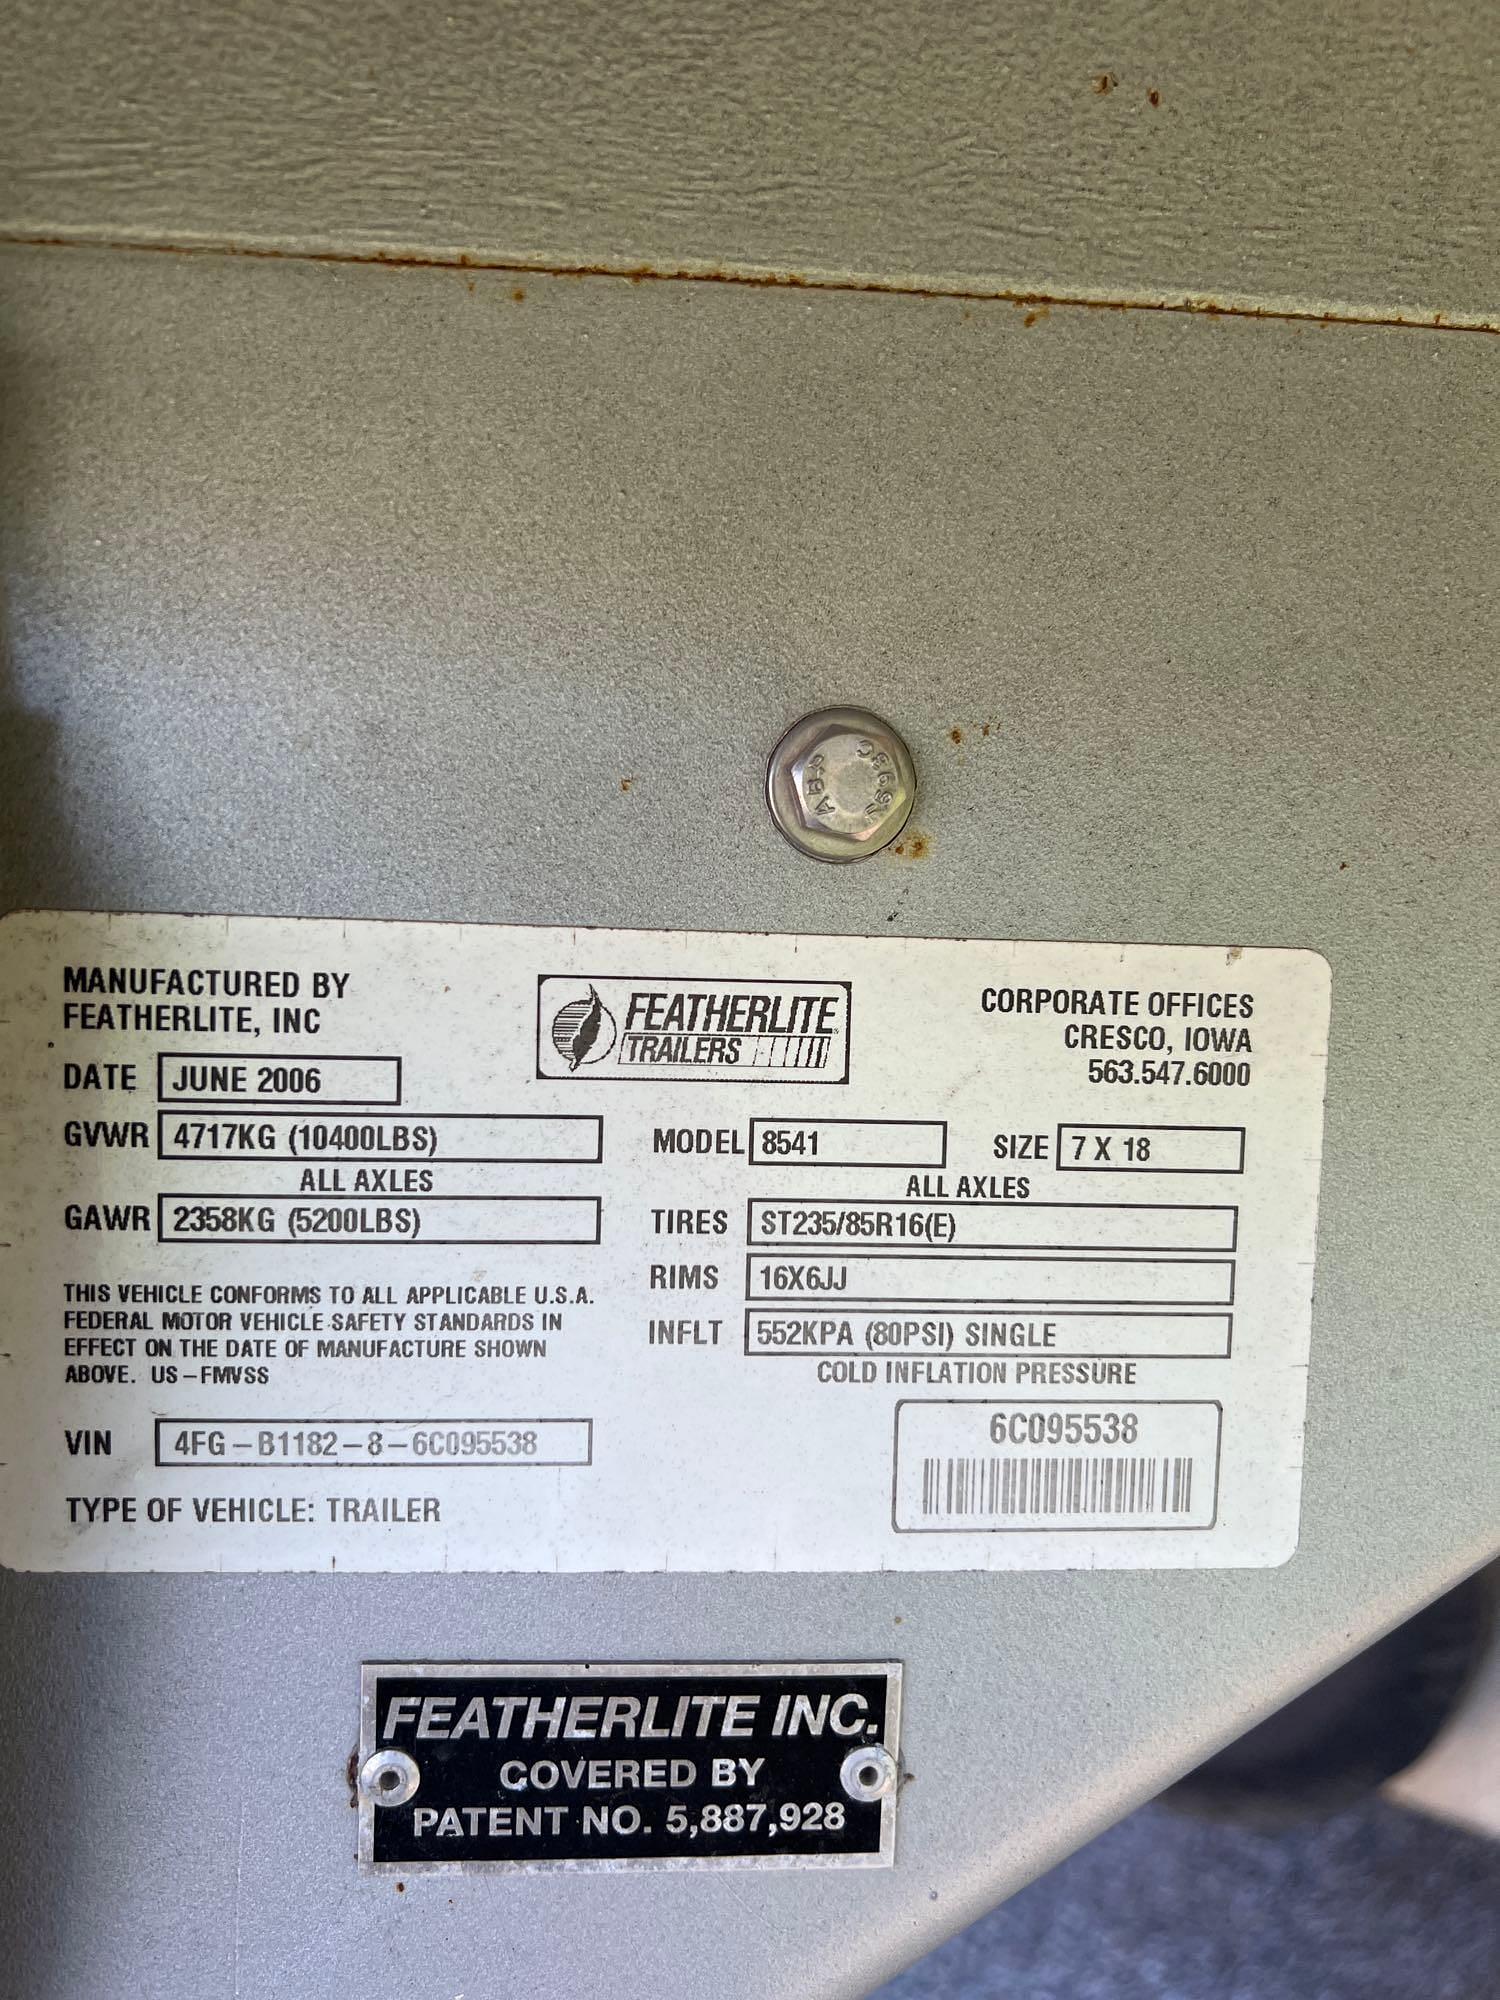 ABC
MANUFACTURED BY
FEATHERLITE, INC
FEATHERLITE
TRAILERS
CORPORATE OFFICES
CRESCO, IOWA
563.547.6000
DATE JUNE 2006
GVWR 4717KG (10400LBS)
MODEL 8541 SIZE 7 X 18
ALL AXLES
GAWR 2358KG (5200LBS)
ALL AXLES
TIRES ST235/85R16(E)
RIMS 16X6JJ
INFLT 552KPA (80PSI) SINGLE
COLD INFLATION PRESSURE
THIS VEHICLE CONFORMS TO ALL APPLICABLE U.S.A.
FEDERAL MOTOR VEHICLE SAFETY STANDARDS IN
EFFECT ON THE DATE OF MANUFACTURE SHOWN
ABOVE. US-FMVSS
VIN 4FG-B1182-8-6C095538
6C095538
TYPE OF VEHICLE: TRAILER
FEATHERLITE INC.
COVERED BY
PATENT NO. 5,887,928